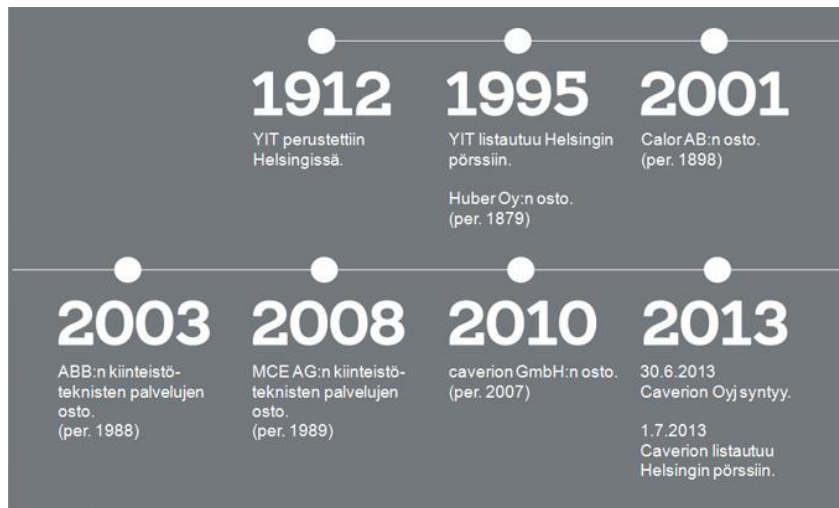 1912
YIT perustettiin
Helsingissä.
1995
YIT listautuu Helsingin
pörssiin.
Huber Oy:n osto.
(per. 1879)
2001
Calor AB:n osto.
(per. 1898)
2003
ABB:n kiinteistö-
teknisten palvelujen
osto.
(per. 1988)
2008
MCE AG:n kiinteistö-
teknisten palvelujen
osto.
(per. 1989)
2010
caverion GmbH:n osto.
(per. 2007)
2013
30.6.2013
Caverion Oyj syntyy.
1.7.2013
Caverion listautuu
Helsingin pörssiin.